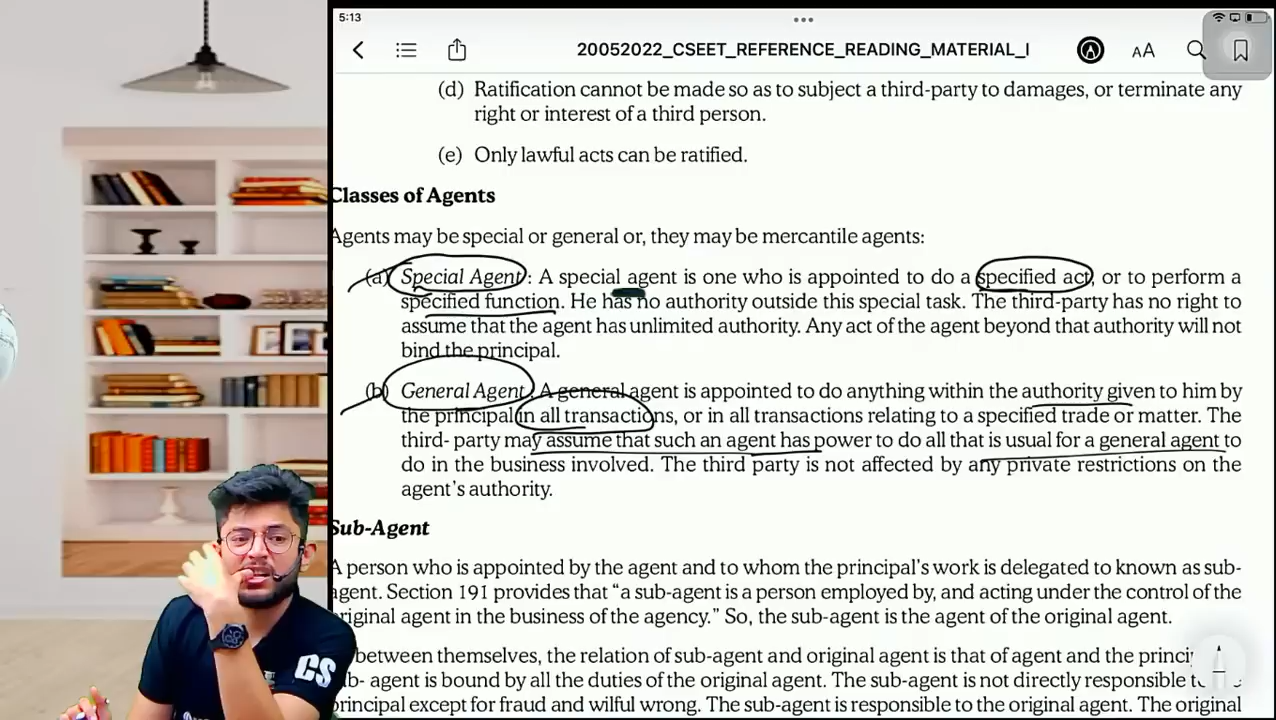 5:13
20052022_CSEET_REFERENCE_READING_MATERIAL_I
AA
(d) Ratification cannot be made so as to subject a third-party to damages, or terminate any
right or interest of a third person.
(e) Only lawful acts can be ratified.
Classes of Agents
Agents may be special or general or, they may be mercantile agents:
(a) Special Agent: A special agent is one who is appointed to do a specified act, or to perform a
specified function. He has no authority outside this special task. The third-party has no right to
assume that the agent has unlimited authority. Any act of the agent beyond that authority will not
bind the principal.
(b) General Agent: A general agent is appointed to do anything within the authority given to him by
the principal in all transactions, or in all transactions relating to a specified trade or matter. The
third- party may assume that such an agent has power to do all that is usual for a general agent to
do in the business involved. The third party is not affected by any private restrictions on the
agent's authority.
Sub-Agent
A person who is appointed by the agent and to whom the principal's work is delegated to known as sub-
agent. Section 191 provides that “a sub-agent is a person employed by, and acting under the control of the
original agent in the business of the agency.” So, the sub-agent is the agent of the original agent.
between themselves, the relation of sub-agent and original agent is that of agent and the
agent is bound by all the duties of the original agent. The sub-agent is not directly responsible
principal except for fraud and wilful wrong. The sub-agent is responsible to the original agent. The original
CS